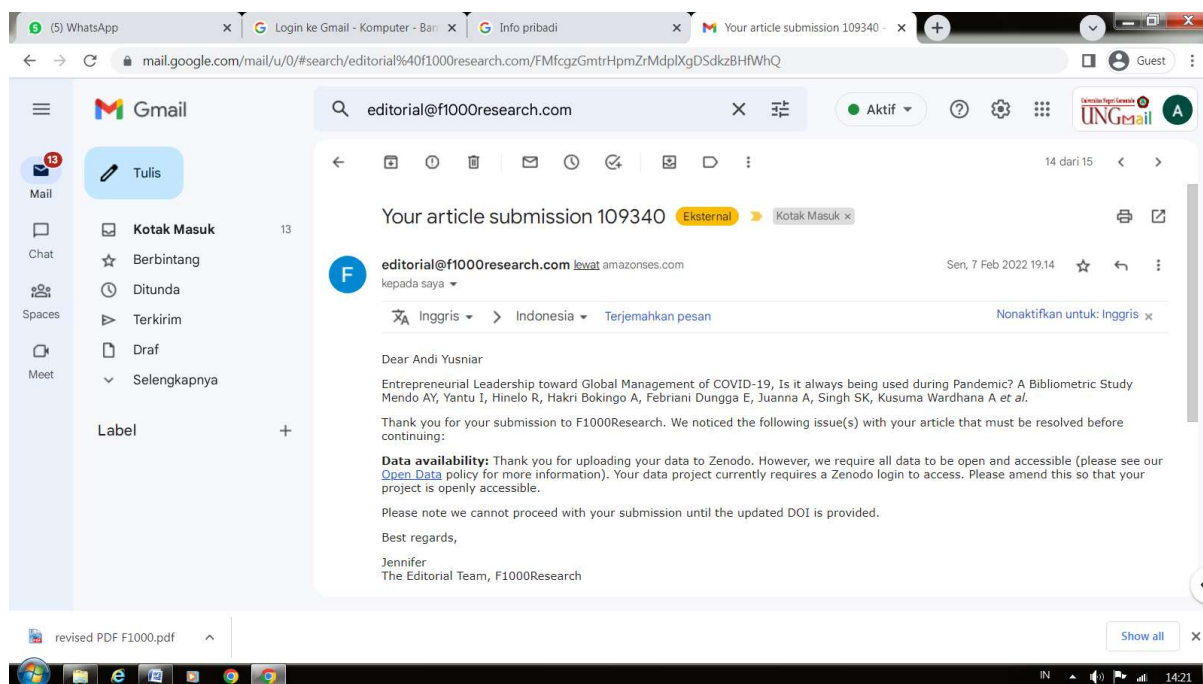 (5) WhatsApp
Login ke Gmail - Komputer - Ban
Info pribadi
Your article submission 109340 -
mail.google.com/mail/u/0/#search/editorial%40f1000research.com/FMfcgzGmtrHpmZrMdplXgDSdkzBHfWhQ
Guest
Gmail
editorial@f1000research.com
Aktif
Universitas Negeri Gorontalo
UNGMail
A
13
Mail
Chat
Spaces
Meet
Tulis
Kotak Masuk 13
Berbintang
Ditunda
Terkirim
Draf
Selengkapnya
Label
14 dari 15
Your article submission 109340 Eksternal Kotak Masuk ×
F
editorial@f1000research.com lewat amazonses.com Sen, 7 Feb 2022 19.14
kepada saya
Inggris > Indonesia Terjemahkan pesan Nonaktifkan untuk: Inggris ×
Dear Andi Yusniar
Entrepreneurial Leadership toward Global Management of COVID-19, Is it always being used during Pandemic? A Bibliometric Study
Mendo AY, Yantu I, Hinelo R, Hakri Bokingo A, Febriani Dungga E, Juanna A, Singh SK, Kusuma Wardhana A et al.
Thank you for your submission to F1000Research. We noticed the following issue(s) with your article that must be resolved before
continuing:
Data availability: Thank you for uploading your data to Zenodo. However, we require all data to be open and accessible (please see our
Open Data policy for more information). Your data project currently requires a Zenodo login to access. Please amend this so that your
project is openly accessible.
Please note we cannot proceed with your submission until the updated DOI is provided.
Best regards,
Jennifer
The Editorial Team, F1000Research
revised PDF F1000.pdf
Show all
IN
14:21